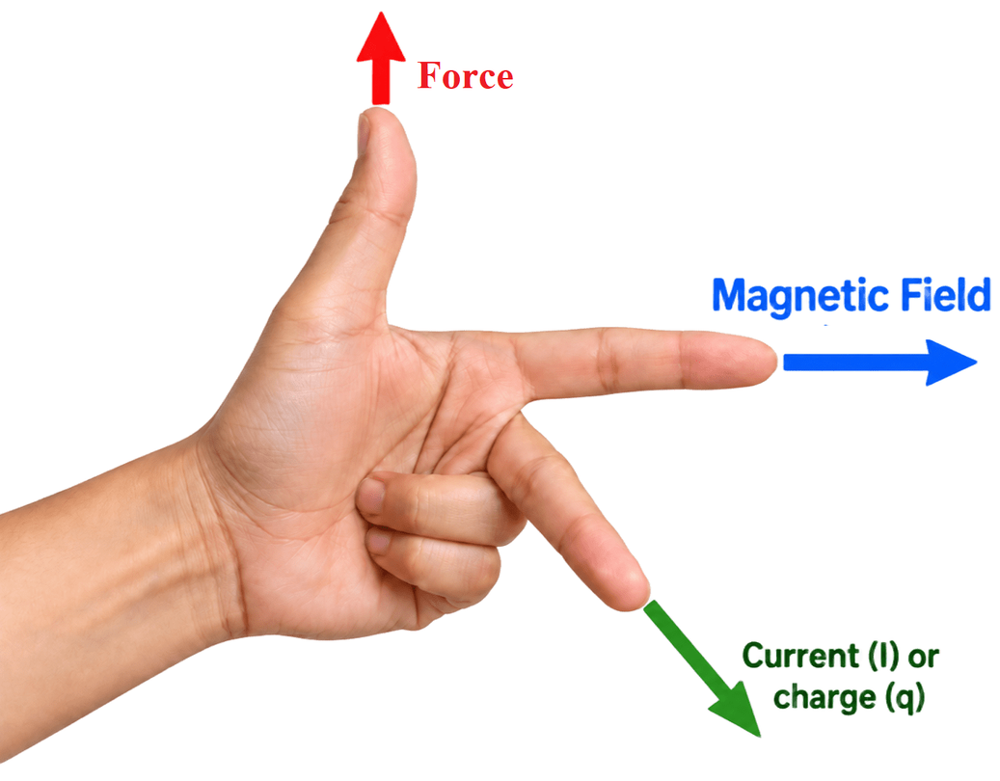 Force
Magnetic Field
Current (I) or
charge (q)